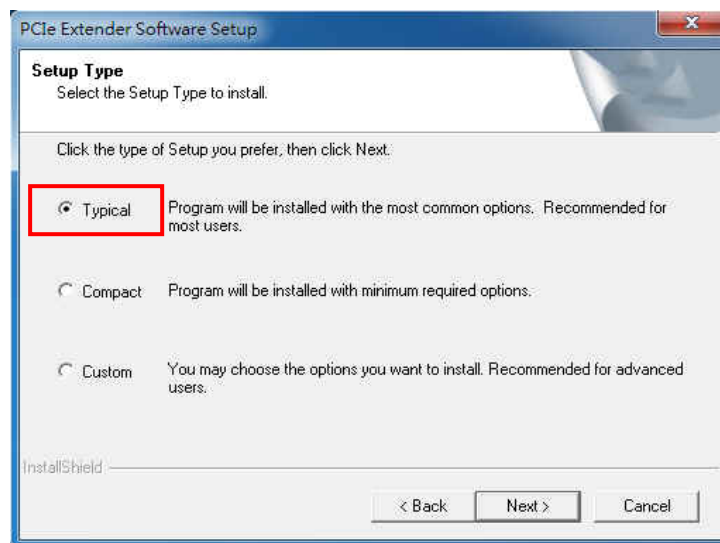 PCIe Extender Software Setup
Setup Type
Select the Setup Type to install.
Click the type of Setup you prefer, then click Next.
Typical
Program will be installed with the most common options.  Recommended for
most users.
Compact
Program will be installed with minimum required options.
Custom
You may choose the options you want to install. Recommended for advanced
users.
InstallShield
< Back
Next >
Cancel